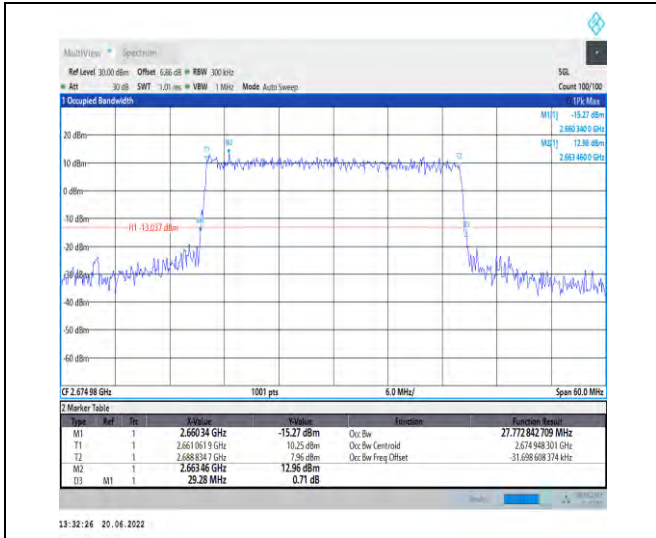 MultiView Spectrum
Ref Level 30.00 dBm Offset 6.86 dB RBW 300 kHz SGL
Att 30 dB SWT 1.01 ms VBW 1 MHz Mode Auto Sweep Count 100/100
1 Occupied Bandwidth 1Pk Max
M1[1] -15.27 dBm
2.660 340 0 GHz
M2[1] 12.96 dBm
2.663 460 0 GHz
20 dBm
T1 M2 T2
10 dBm
0 dBm
-10 dBm
H1 -13.037 dBm
M1 D3
-30 dBm
-40 dBm
-50 dBm
-60 dBm
CF 2.674 98 GHz 1001 pts 6.0 MHz/ Span 60.0 MHz
2 Marker Table
Type Ref Trc X-Value Y-Value Function Function Result
M1 1 2.660 34 GHz -15.27 dBm Occ Bw 27.772 842 709 MHz
T1 1 2.661 061 9 GHz 10.25 dBm Occ Bw Centroid 2.674 948 301 GHz
T2 1 2.688 834 7 GHz 7.96 dBm Occ Bw Freq Offset -31.698 608 374 kHz
M2 1 2.663 46 GHz 12.96 dBm
D3 M1 1 29.28 MHz 0.71 dB
13:32:26 20.06.2022